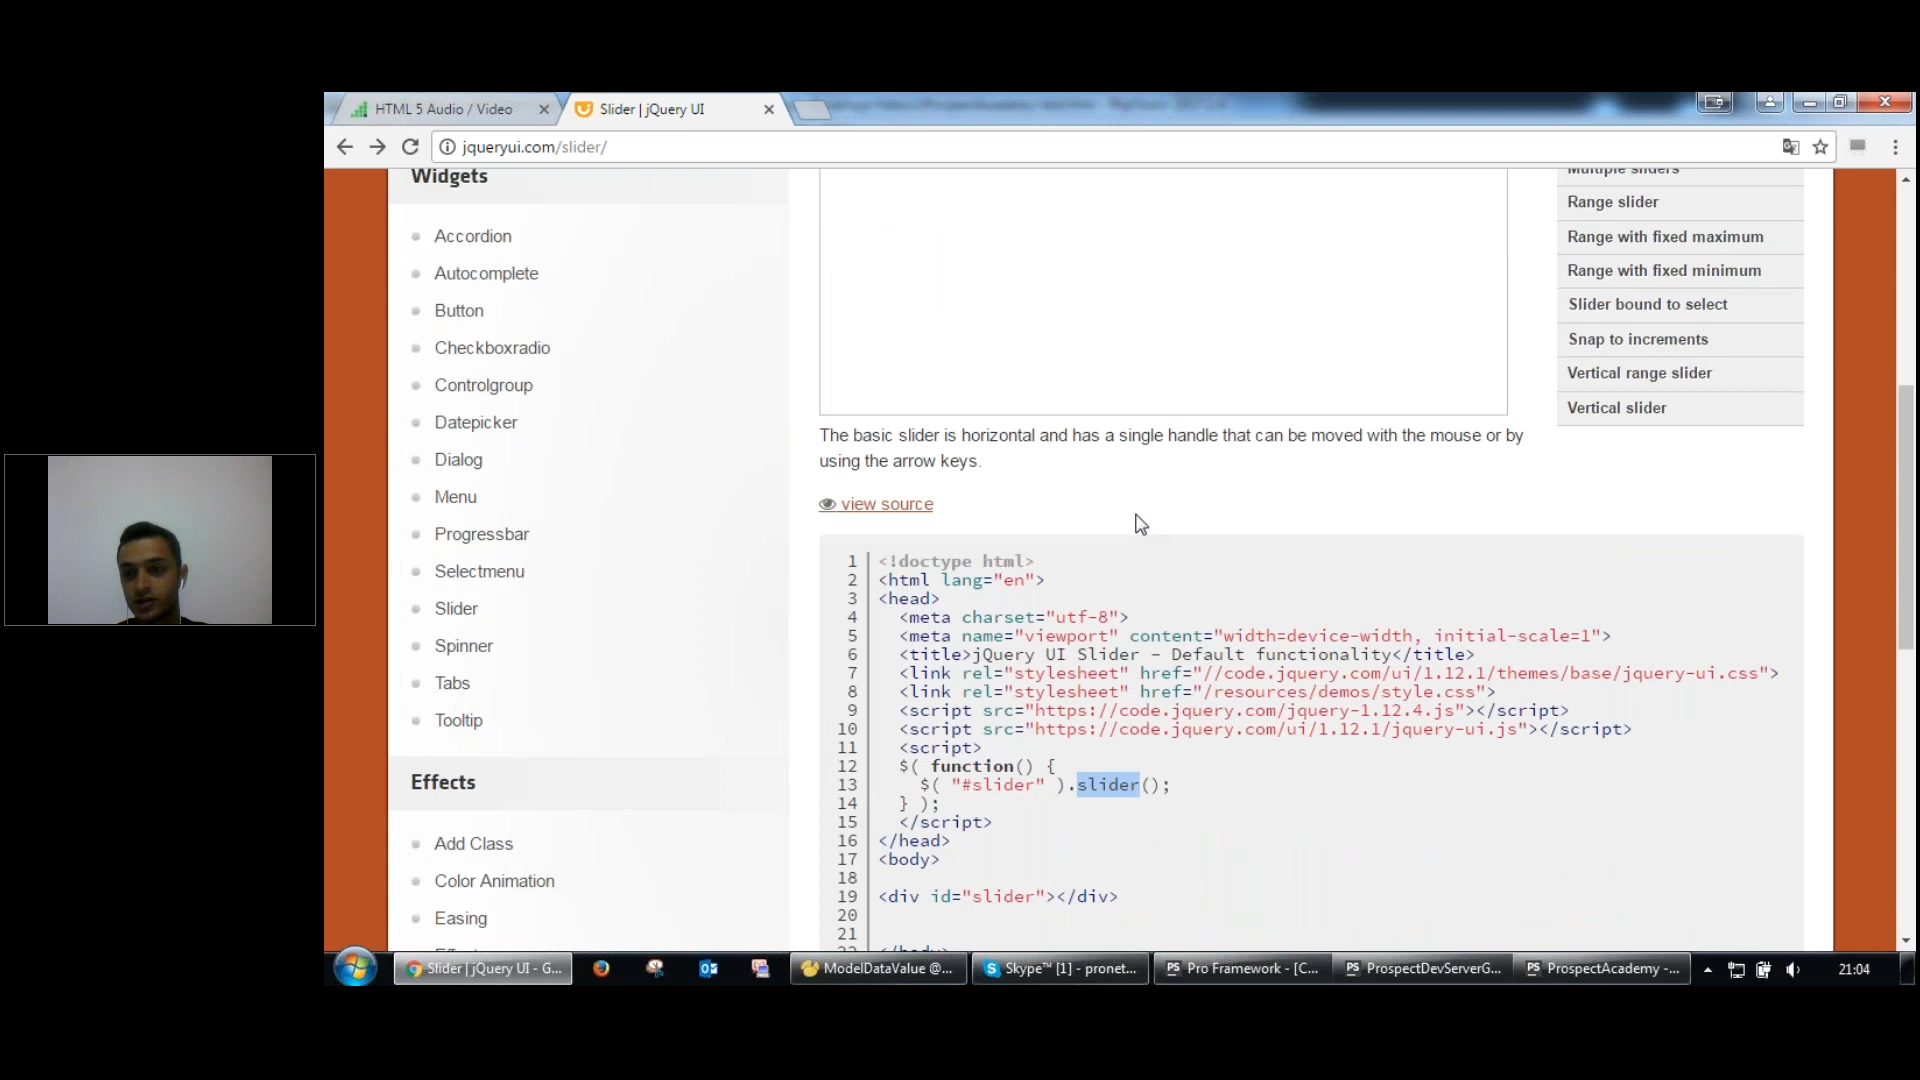 HTML 5 Audio / Video
Slider | jQuery UI
jqueryui.com/slider/
Widgets
Accordion
Autocomplete
Button
Checkboxradio
Controlgroup
Datepicker
Dialog
Menu
Progressbar
Selectmenu
Slider
Spinner
Tabs
Tooltip
Effects
Add Class
Color Animation
Easing
The basic slider is horizontal and has a single handle that can be moved with the mouse or by
using the arrow keys.
view source
1 <!doctype html>
2 <html lang="en">
3 <head>
4 <meta charset="utf-8">
5 <meta name="viewport" content="width=device-width, initial-scale=1">
6 <title>jQuery UI Slider - Default functionality</title>
7 <link rel="stylesheet" href="//code.jquery.com/ui/1.12.1/themes/base/jquery-ui.css">
8 <link rel="stylesheet" href="/resources/demos/style.css">
9 <script src="https://code.jquery.com/jquery-1.12.4.js"></script>
10 <script src="https://code.jquery.com/ui/1.12.1/jquery-ui.js"></script>
11 <script>
12 $( function() {
13 $( "#slider" ).slider();
14 } );
15 </script>
16 </head>
17 <body>
18
19 <div id="slider"></div>
20
21
22 </body>
Multiple sliders
Range slider
Range with fixed maximum
Range with fixed minimum
Slider bound to select
Snap to increments
Vertical range slider
Vertical slider
Slider | jQuery UI - G...
ModelDataValue @...
Skype™ [1] - pronet...
Pro Framework - [C...
ProspectDevServerG...
ProspectAcademy -...
21:04